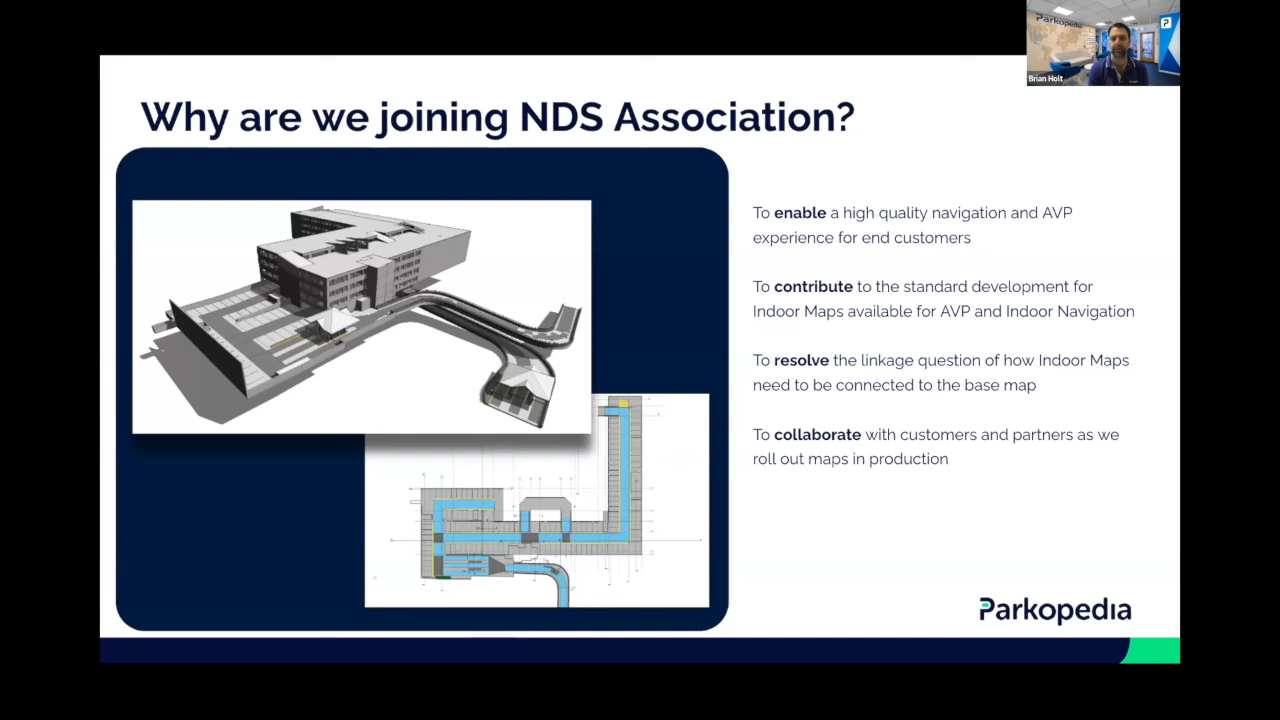 Parkopedia
Brian Holt
Why are we joining NDS Association?
To enable a high quality navigation and AVP
experience for end customers
To contribute to the standard development for
Indoor Maps available for AVP and Indoor Navigation
To resolve the linkage question of how Indoor Maps
need to be connected to the base map
To collaborate with customers and partners as we
roll out maps in production
Parkopedia